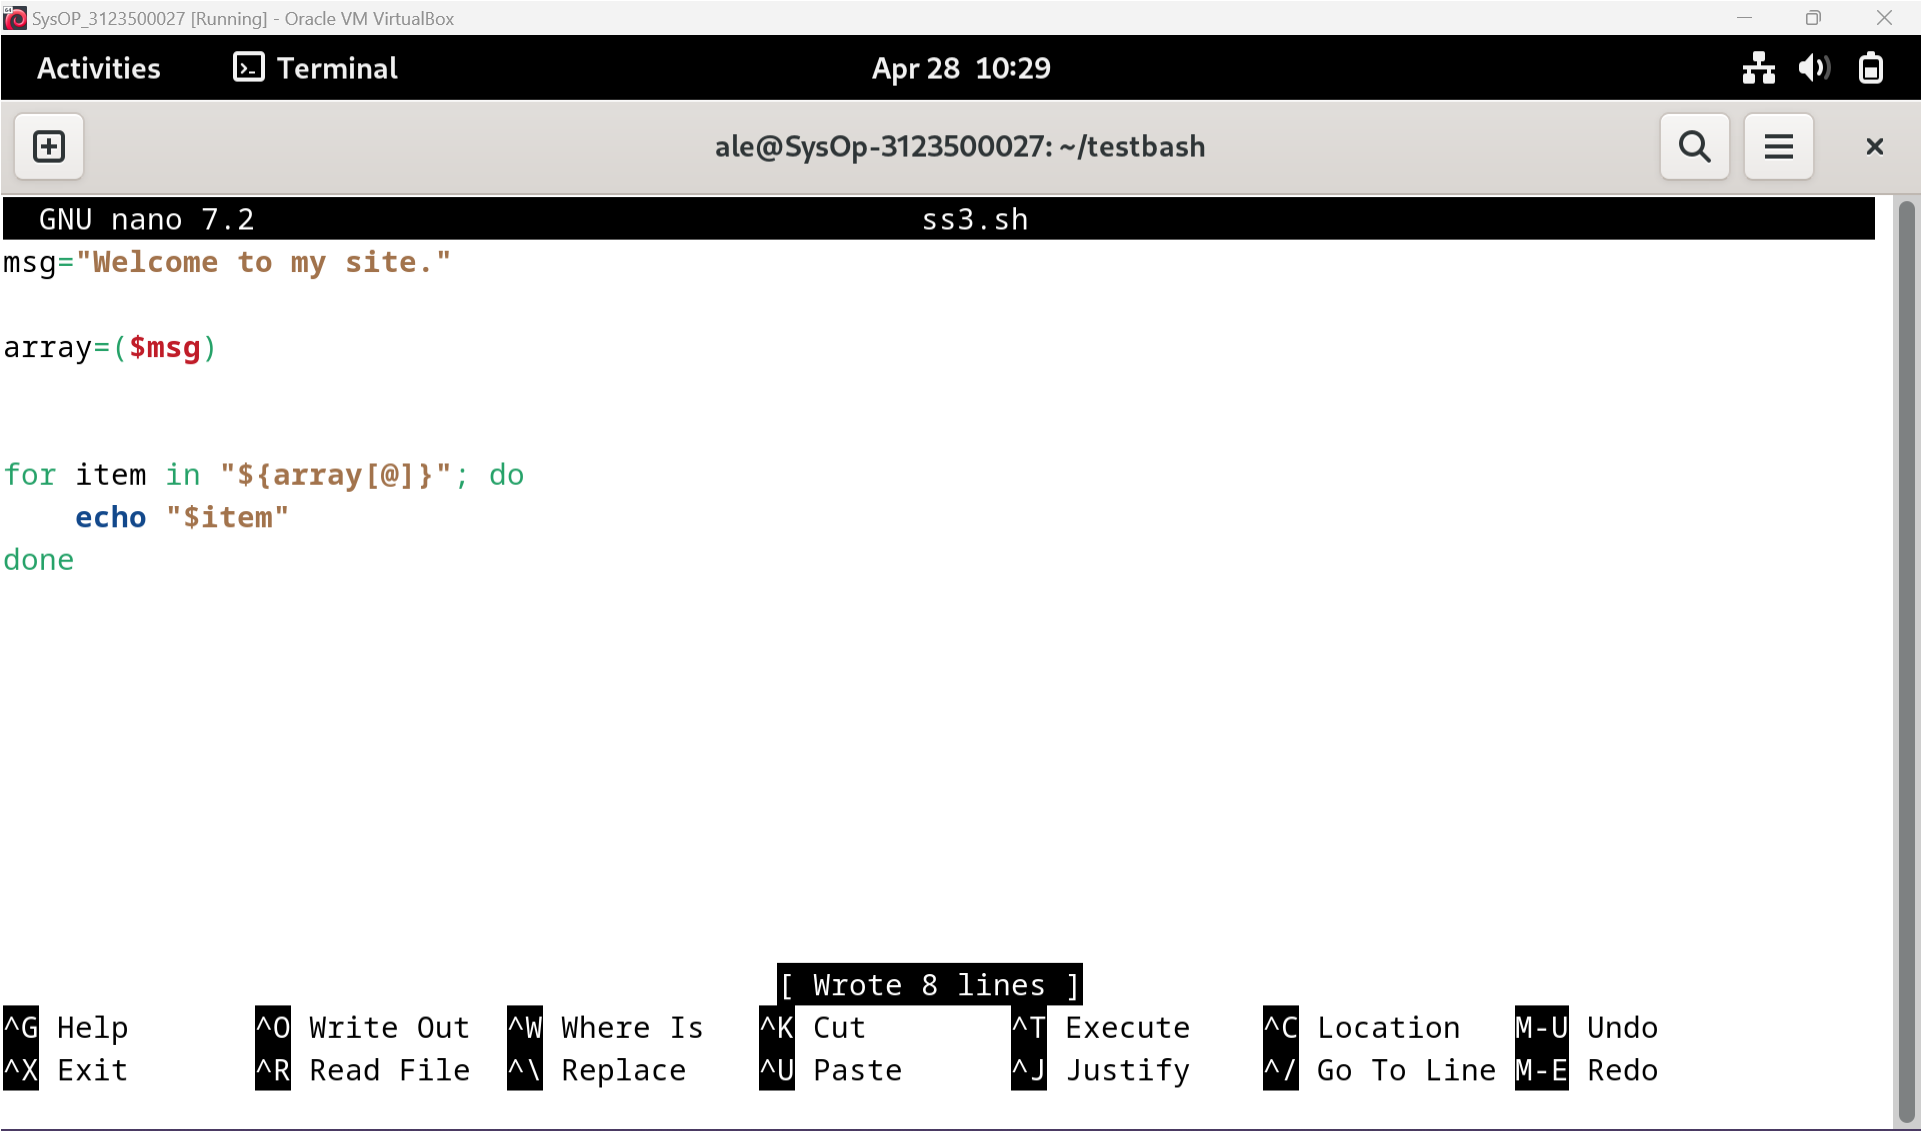 SysOP_3123500027 [Running] - Oracle VM VirtualBox
Activities Terminal Apr 28 10:29
ale@SysOp-3123500027: ~/testbash
GNU nano 7.2 ss3.sh
msg="Welcome to my site."
array=($msg)
for item in "${array[@]}"; do
    echo "$item"
done
[ Wrote 8 lines ]
^G Help ^O Write Out ^W Where Is ^K Cut ^T Execute ^C Location M-U Undo
^X Exit ^R Read File ^\ Replace ^U Paste ^J Justify ^/ Go To Line M-E Redo